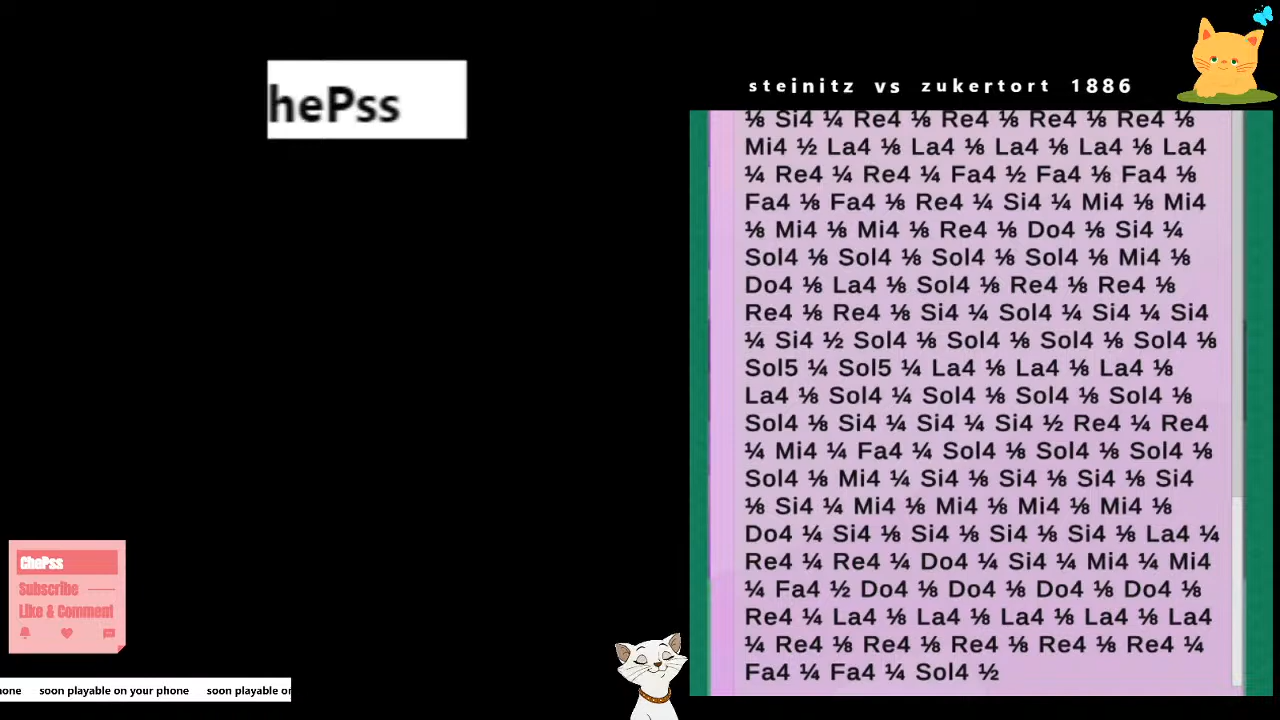 hePss
steinitz vs zukertort 1886
⅛ Si4 ¼ Re4 ⅛ Re4 ⅛ Re4 ⅛ Re4 ⅛
Mi4 ½ La4 ⅛ La4 ⅛ La4 ⅛ La4 ⅛ La4
¼ Re4 ¼ Re4 ¼ Fa4 ½ Fa4 ⅛ Fa4 ⅛
Fa4 ⅛ Fa4 ⅛ Re4 ¼ Si4 ¼ Mi4 ⅛ Mi4
⅛ Mi4 ⅛ Mi4 ⅛ Re4 ⅛ Do4 ⅛ Si4 ¼
Sol4 ⅛ Sol4 ⅛ Sol4 ⅛ Sol4 ⅛ Mi4 ⅛
Do4 ⅛ La4 ⅛ Sol4 ⅛ Re4 ⅛ Re4 ⅛
Re4 ⅛ Re4 ⅛ Si4 ¼ Sol4 ¼ Si4 ¼ Si4
¼ Si4 ½ Sol4 ⅛ Sol4 ⅛ Sol4 ⅛ Sol4 ⅛
Sol5 ¼ Sol5 ¼ La4 ⅛ La4 ⅛ La4 ⅛
La4 ⅛ Sol4 ¼ Sol4 ⅛ Sol4 ⅛ Sol4 ⅛
Sol4 ⅛ Si4 ¼ Si4 ¼ Si4 ½ Re4 ¼ Re4
¼ Mi4 ¼ Fa4 ¼ Sol4 ⅛ Sol4 ⅛ Sol4 ⅛
Sol4 ⅛ Mi4 ¼ Si4 ⅛ Si4 ⅛ Si4 ⅛ Si4
⅛ Si4 ¼ Mi4 ⅛ Mi4 ⅛ Mi4 ⅛ Mi4 ⅛
Do4 ¼ Si4 ⅛ Si4 ⅛ Si4 ⅛ Si4 ⅛ La4 ¼
Re4 ¼ Re4 ¼ Do4 ¼ Si4 ¼ Mi4 ¼ Mi4
¼ Fa4 ½ Do4 ⅛ Do4 ⅛ Do4 ⅛ Do4 ⅛
Re4 ¼ La4 ⅛ La4 ⅛ La4 ⅛ La4 ⅛ La4
¼ Re4 ⅛ Re4 ⅛ Re4 ⅛ Re4 ⅛ Re4 ¼
Fa4 ¼ Fa4 ¼ Sol4 ½
ChePss
Subscribe
Like & Comment
hone soon playable on your phone soon playable or